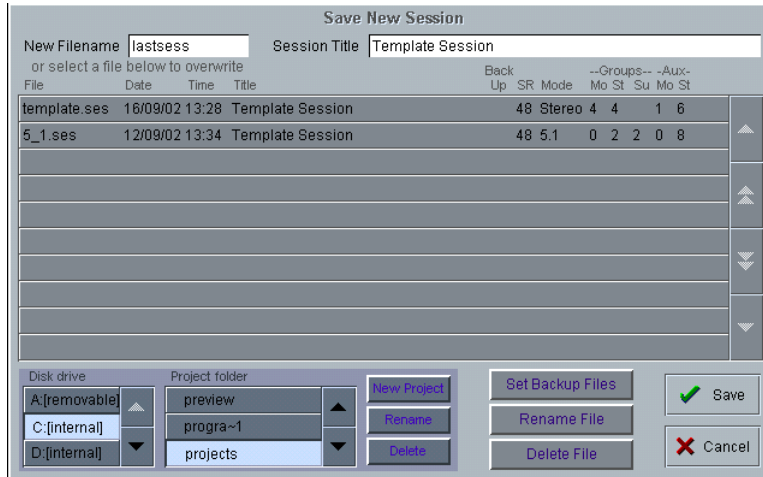 Save New Session
New Filename lastsess Session Title Template Session
or select a file below to overwrite
Back --Groups-- -Aux-
File Date Time Title Up SR Mode Mo St Su Mo St
template.ses 16/09/02 13:28 Template Session 48 Stereo 4 4 1 6
5_1.ses 12/09/02 13:34 Template Session 48 5.1 0 2 2 0 8
Disk drive Project folder
A:[removable] preview New Project Set Backup Files Save
C:[internal] progra~1 Rename Rename File
D:[internal] projects Delete Delete File Cancel